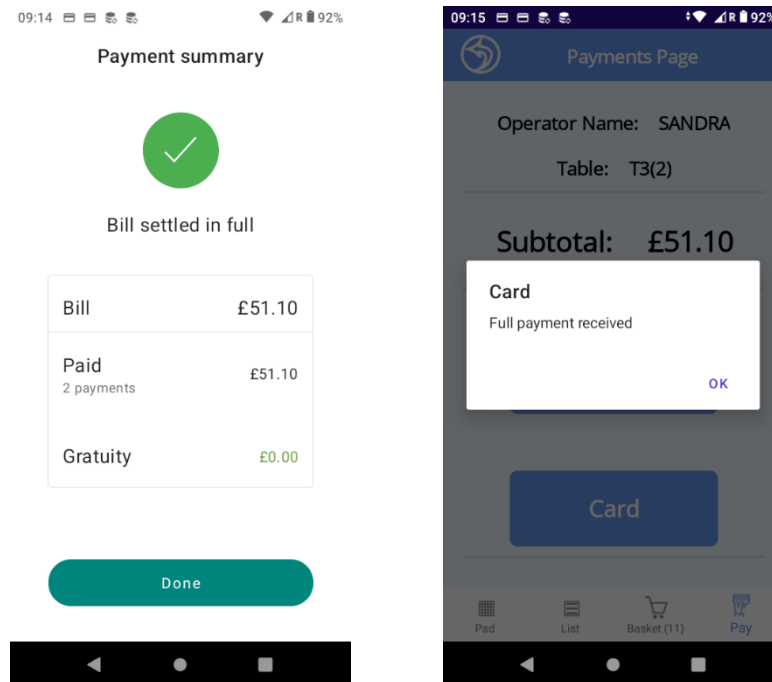 09:14 R 92%
Payment summary
Bill settled in full
Bill £51.10
Paid £51.10
2 payments
Gratuity £0.00
Done
09:15 R 92%
Payments Page
Operator Name: SANDRA
Table: T3(2)
Subtotal: £51.10
Card
Full payment received
OK
Card
Pad List Basket (11) Pay